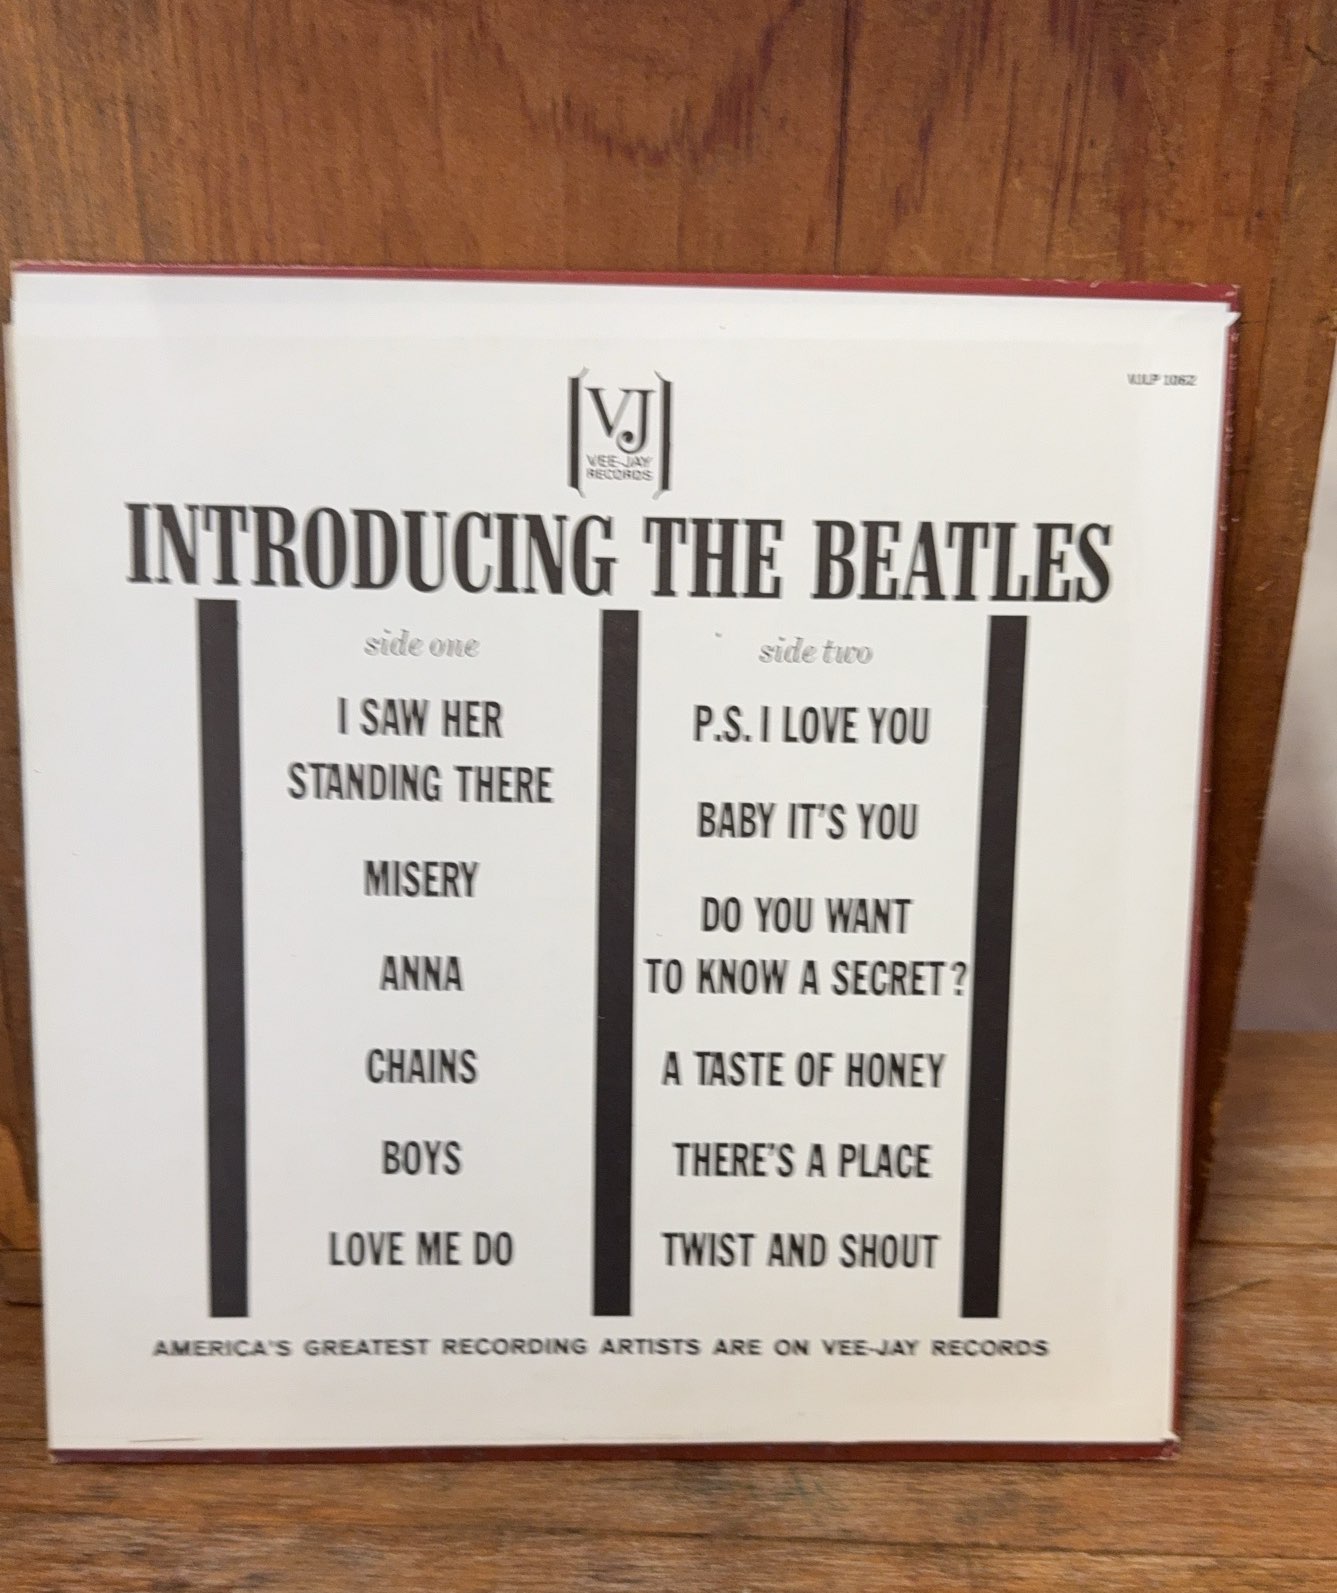 VJLP 1062
VJ
VEE-JAY
RECORDS
INTRODUCING THE BEATLES
side one
I SAW HER
STANDING THERE
MISERY
ANNA
CHAINS
BOYS
LOVE ME DO
side two
P.S. I LOVE YOU
BABY IT'S YOU
DO YOU WANT
TO KNOW A SECRET?
A TASTE OF HONEY
THERE'S A PLACE
TWIST AND SHOUT
AMERICA'S GREATEST RECORDING ARTISTS ARE ON VEE-JAY RECORDS